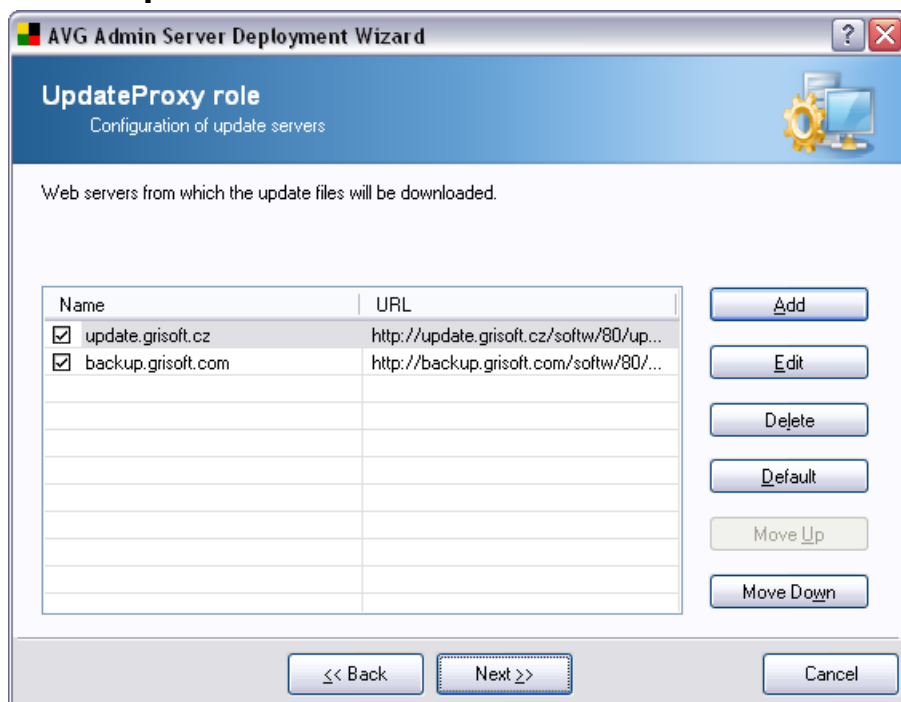 AVG Admin Server Deployment Wizard
UpdateProxy role
Configuration of update servers
Web servers from which the update files will be downloaded.
Name URL
update.grisoft.cz http://update.grisoft.cz/softw/80/up...
backup.grisoft.com http://backup.grisoft.com/softw/80/...
Add
Edit
Delete
Default
Move Up
Move Down
<< Back Next >> Cancel